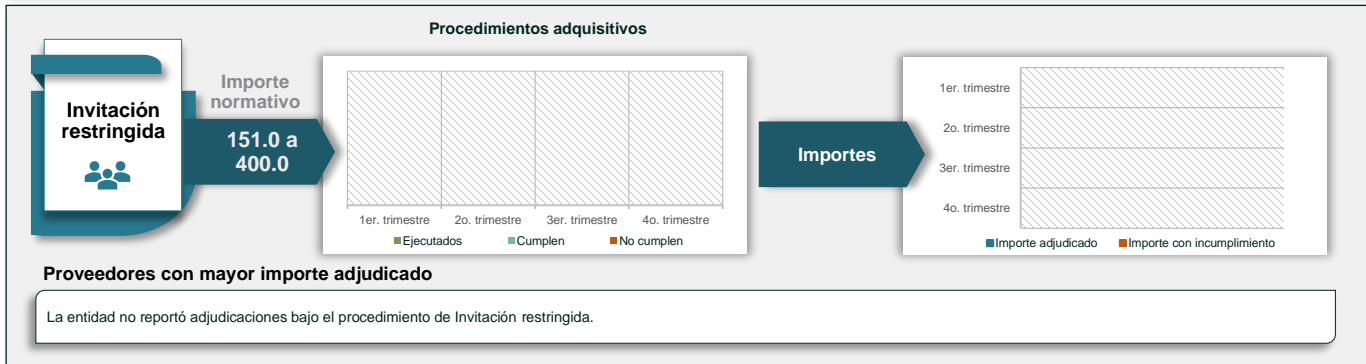 Procedimientos adquisitivos
Invitación
restringida
Importe
normativo
151.0 a
400.0
1er. trimestre
2o. trimestre
3er. trimestre
4o. trimestre
Ejecutados
Cumplen
No cumplen
Importes
1er. trimestre
2o. trimestre
3er. trimestre
4o. trimestre
Importe adjudicado
Importe con incumplimiento
Proveedores con mayor importe adjudicado
La entidad no reportó adjudicaciones bajo el procedimiento de Invitación restringida.